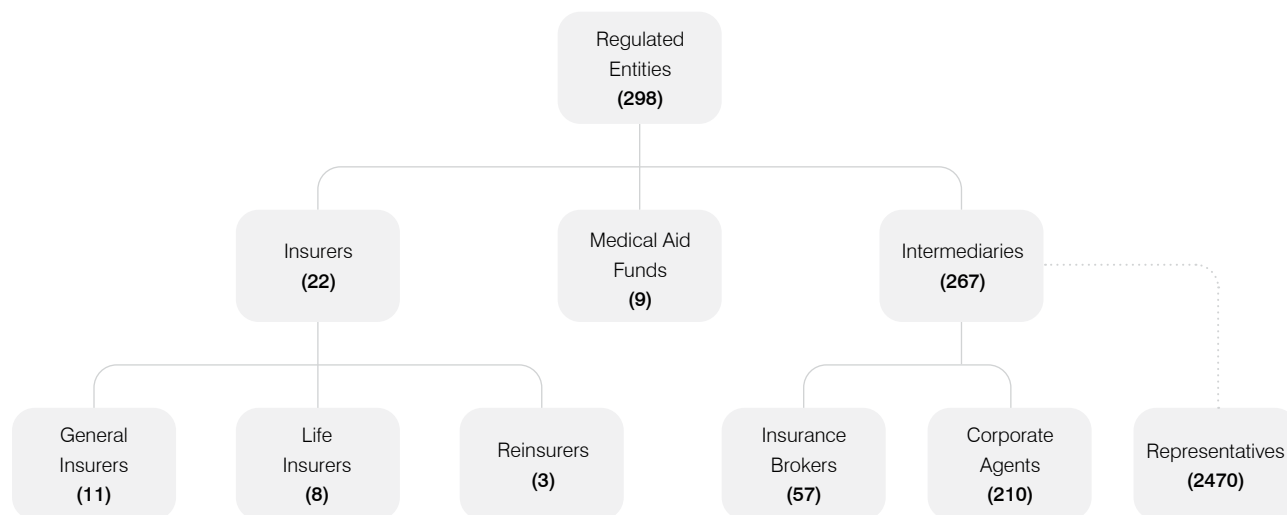 Regulated
Entities
(298)
Insurers
(22)
Medical Aid
Funds
(9)
Intermediaries
(267)
General
Insurers
(11)
Life
Insurers
(8)
Reinsurers
(3)
Insurance
Brokers
(57)
Corporate
Agents
(210)
Representatives
(2470)